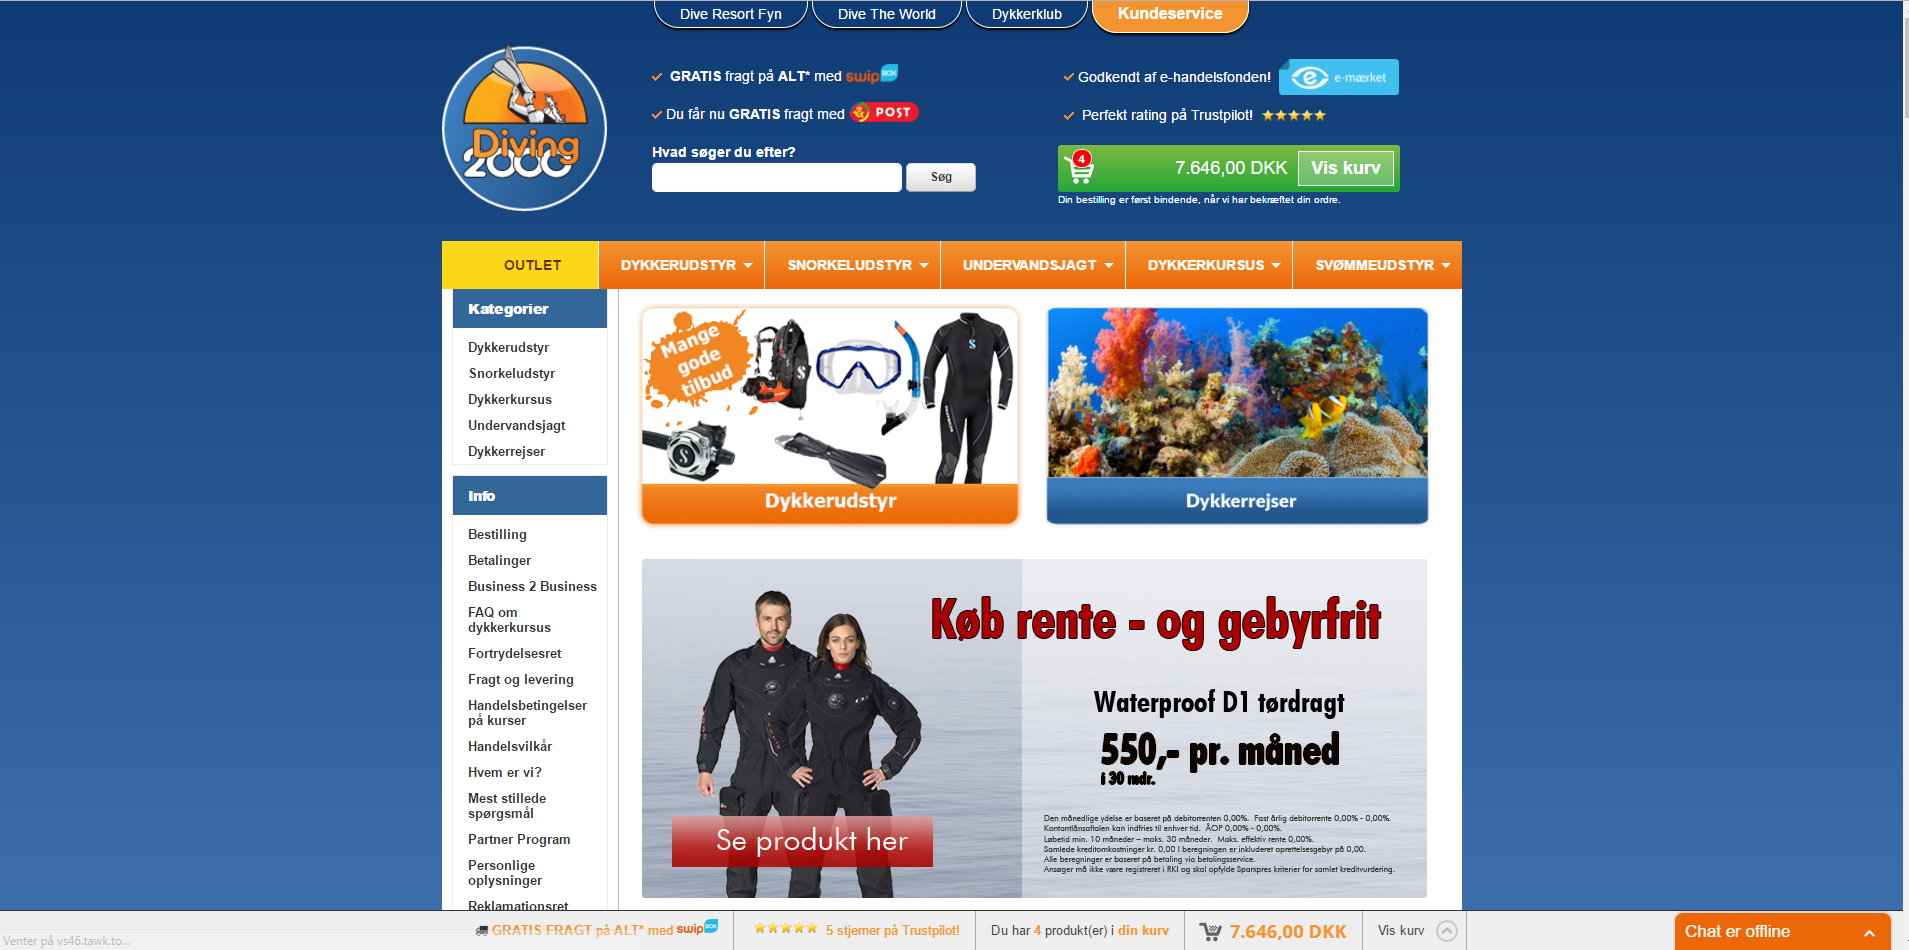 Dive Resort Fyn
Dive The World
Dykkerklub
Kundeservice
Diving
2000
GRATIS fragt på ALT* med swipBOX
Du får nu GRATIS fragt med POST
Hvad søger du efter?
Søg
Godkendt af e-handelsfonden! e e-mærket
Perfekt rating på Trustpilot!
4
7.646,00 DKK
Vis kurv
Din bestilling er først bindende, når vi har bekræftet din ordre.
OUTLET
DYKKERUDSTYR
SNORKELUDSTYR
UNDERVANDSJAGT
DYKKERKURSUS
SVØMMEUDSTYR
Kategorier
Dykkerudstyr
Snorkeludstyr
Dykkerkursus
Undervandsjagt
Dykkerrejser
Info
Bestilling
Betalinger
Business 2 Business
FAQ om
dykkerkursus
Fortrydelsesret
Fragt og levering
Handelsbetingelser
på kurser
Handelsvilkår
Hvem er vi?
Mest stillede
spørgsmål
Partner Program
Personlige
oplysninger
Reklamationsret
Mange
gode
tilbud
Dykkerudstyr
Dykkerrejser
Køb rente - og gebyrfrit
Waterproof D1 tørdragt
550,- pr. måned
i 30 mdr.
Se produkt her
Den månedlige ydelse er baseret på debitorrenten 0,00%. Fast årlig debitorrente 0,00% - 0,00%.
Kontantlånsaftalen kan indfries til enhver tid. ÅOP 0,00% - 0,00%.
Løbetid min. 10 måneder – maks. 30 måneder. Maks. effektiv rente 0,00%.
Samlede kreditomkostninger kr. 0,00 I beregningen er inkluderet oprettelsesgebyr på 0,00.
Alle beregninger er baseret på betaling via betalingsservice.
Ansøger må ikke være registreret i RKI og skal opfylde Sparxpres kriterier for samlet kreditvurdering.
Venter på vs46.tawk.to...
GRATIS FRAGT på ALT* med swipBOX
5 stjerner på Trustpilot!
Du har 4 produkt(er) i din kurv
7.646,00 DKK
Vis kurv
Chat er offline